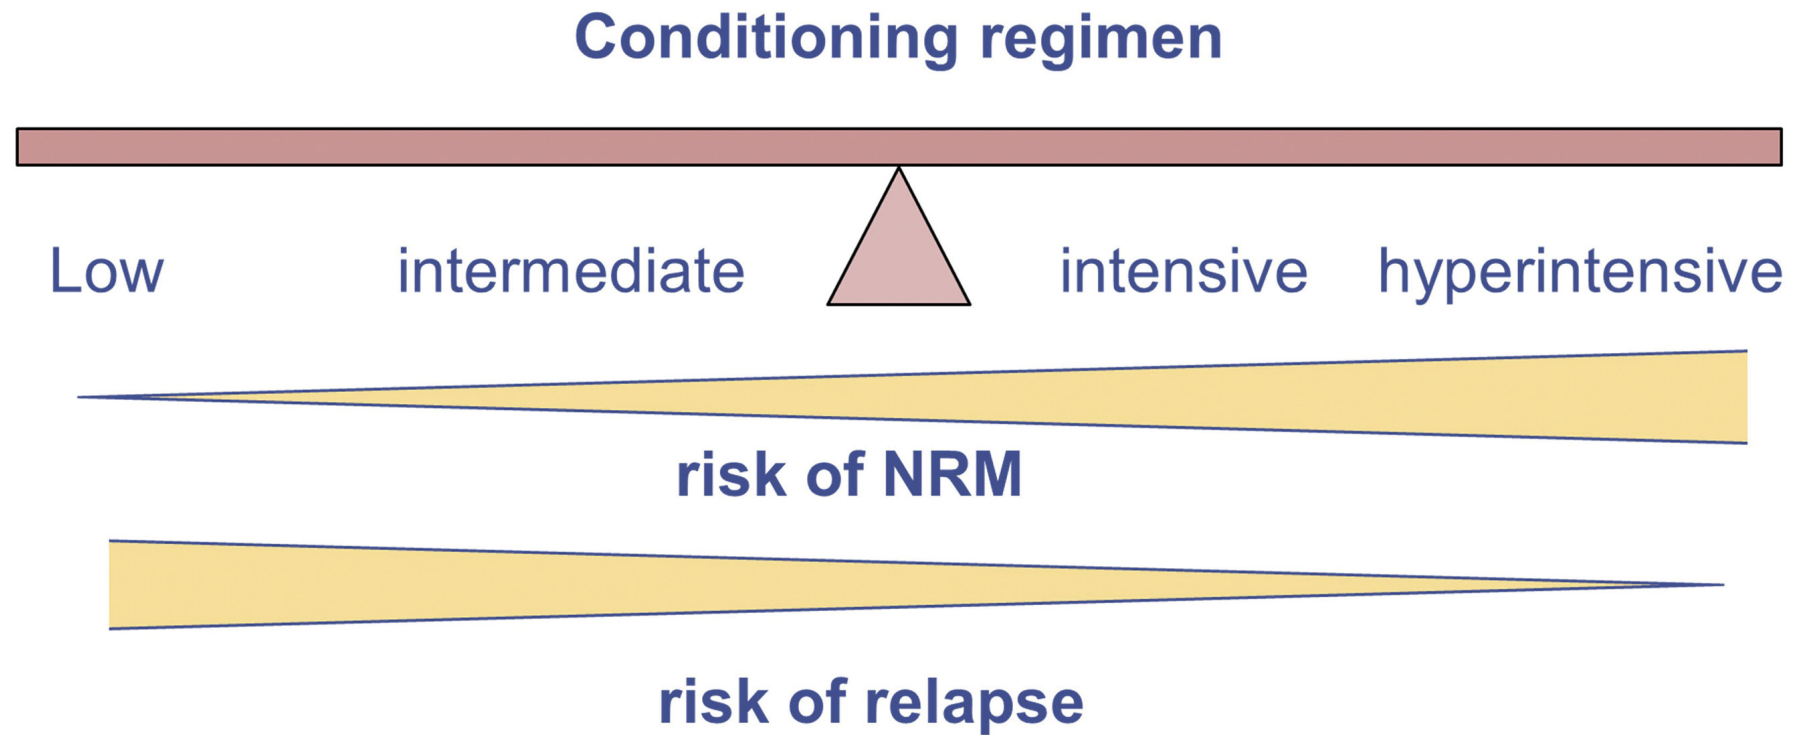 Conditioning regimen
Low intermediate intensive hyperintensive
risk of NRM
risk of relapse